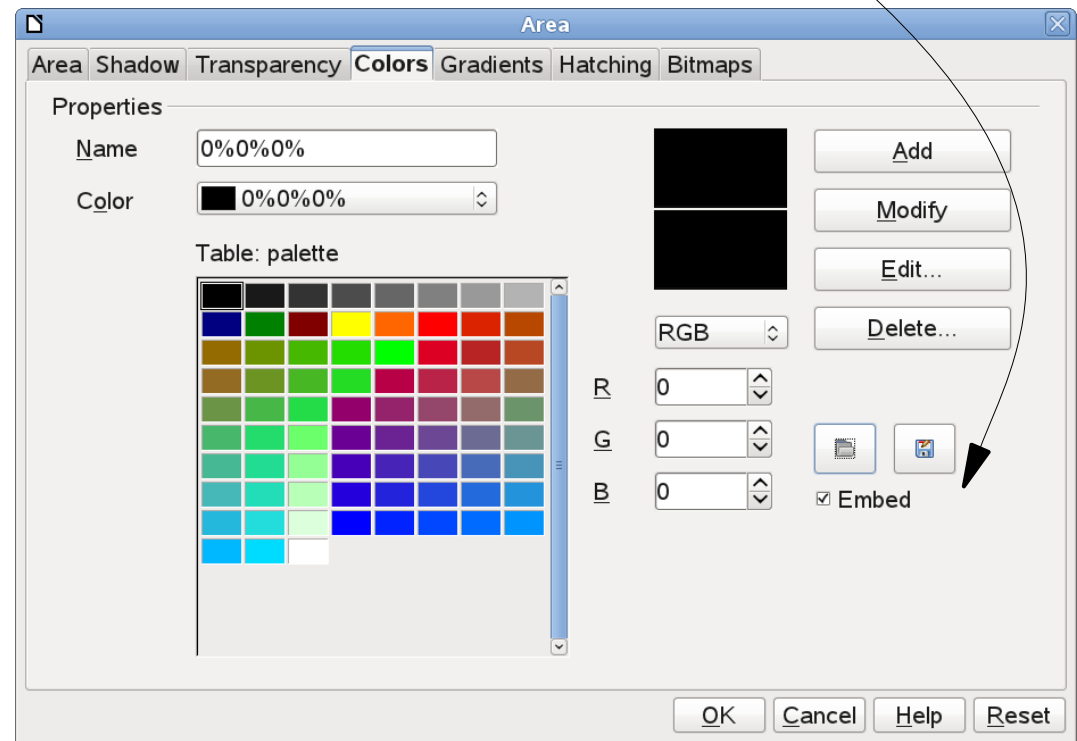 Area
Area Shadow Transparency Colors Gradients Hatching Bitmaps
Properties
Name 0%0%0% Add
Color 0%0%0% Modify
Table: palette Edit...
RGB Delete...
R 0
G 0
B 0 Embed
OK Cancel Help Reset